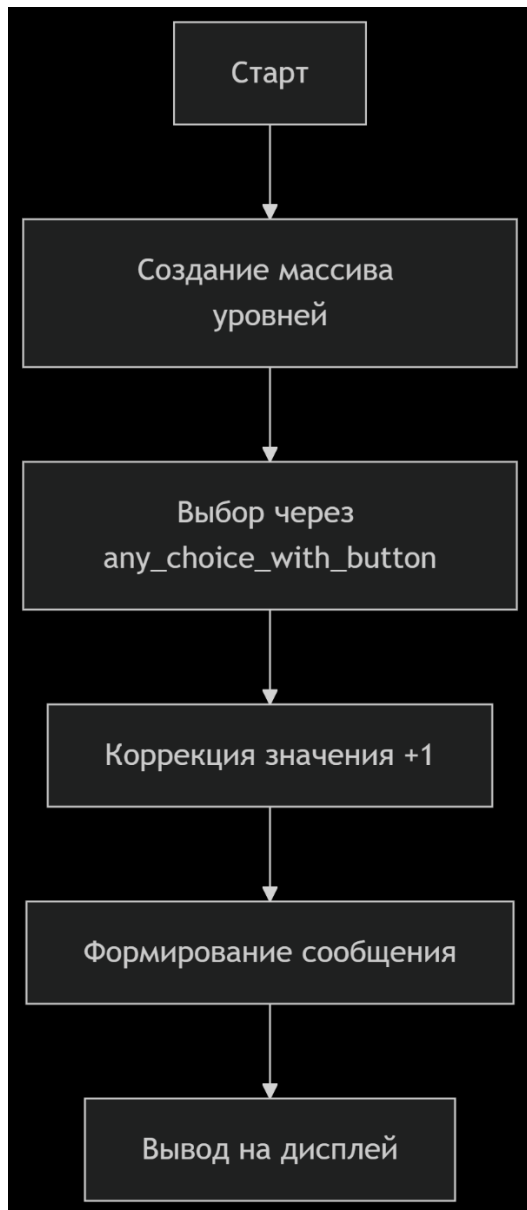 Старт
Создание массива
уровней
Выбор через
any_choice_with_button
Коррекция значения +1
Формирование сообщения
Вывод на дисплей